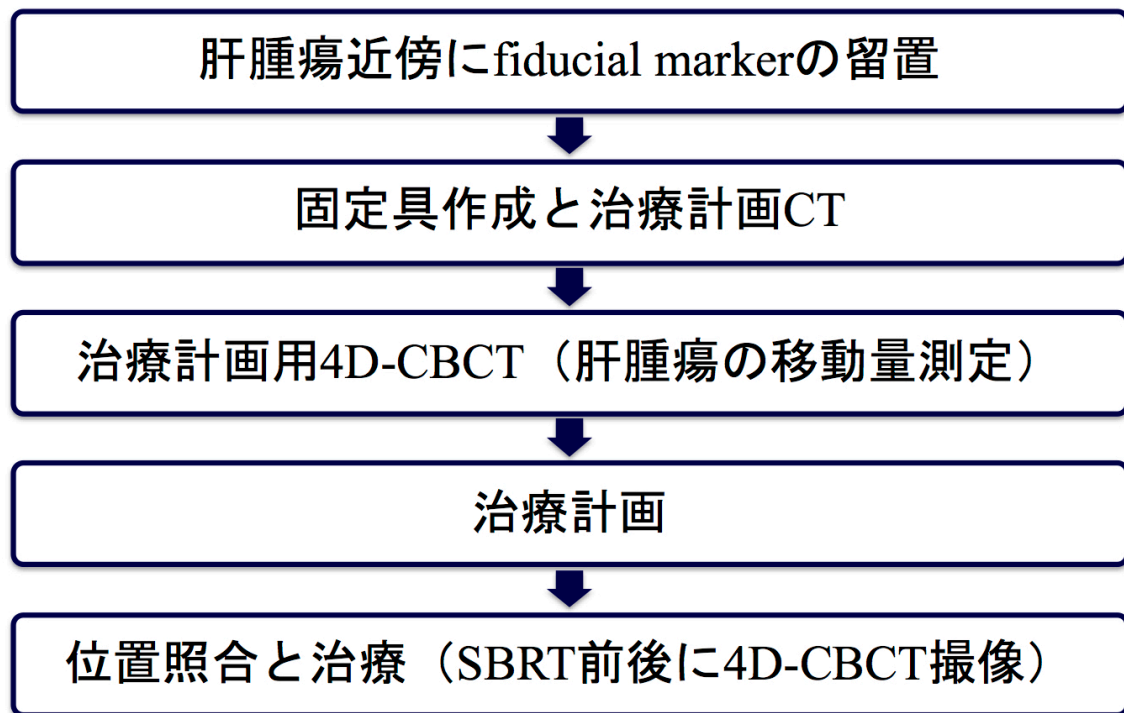 肝腫瘍近傍にfiducial markerの留置
固定具作成と治療計画CT
治療計画用4D-CBCT（肝腫瘍の移動量測定）
治療計画
位置照合と治療（SBRT前後に4D-CBCT撮像）